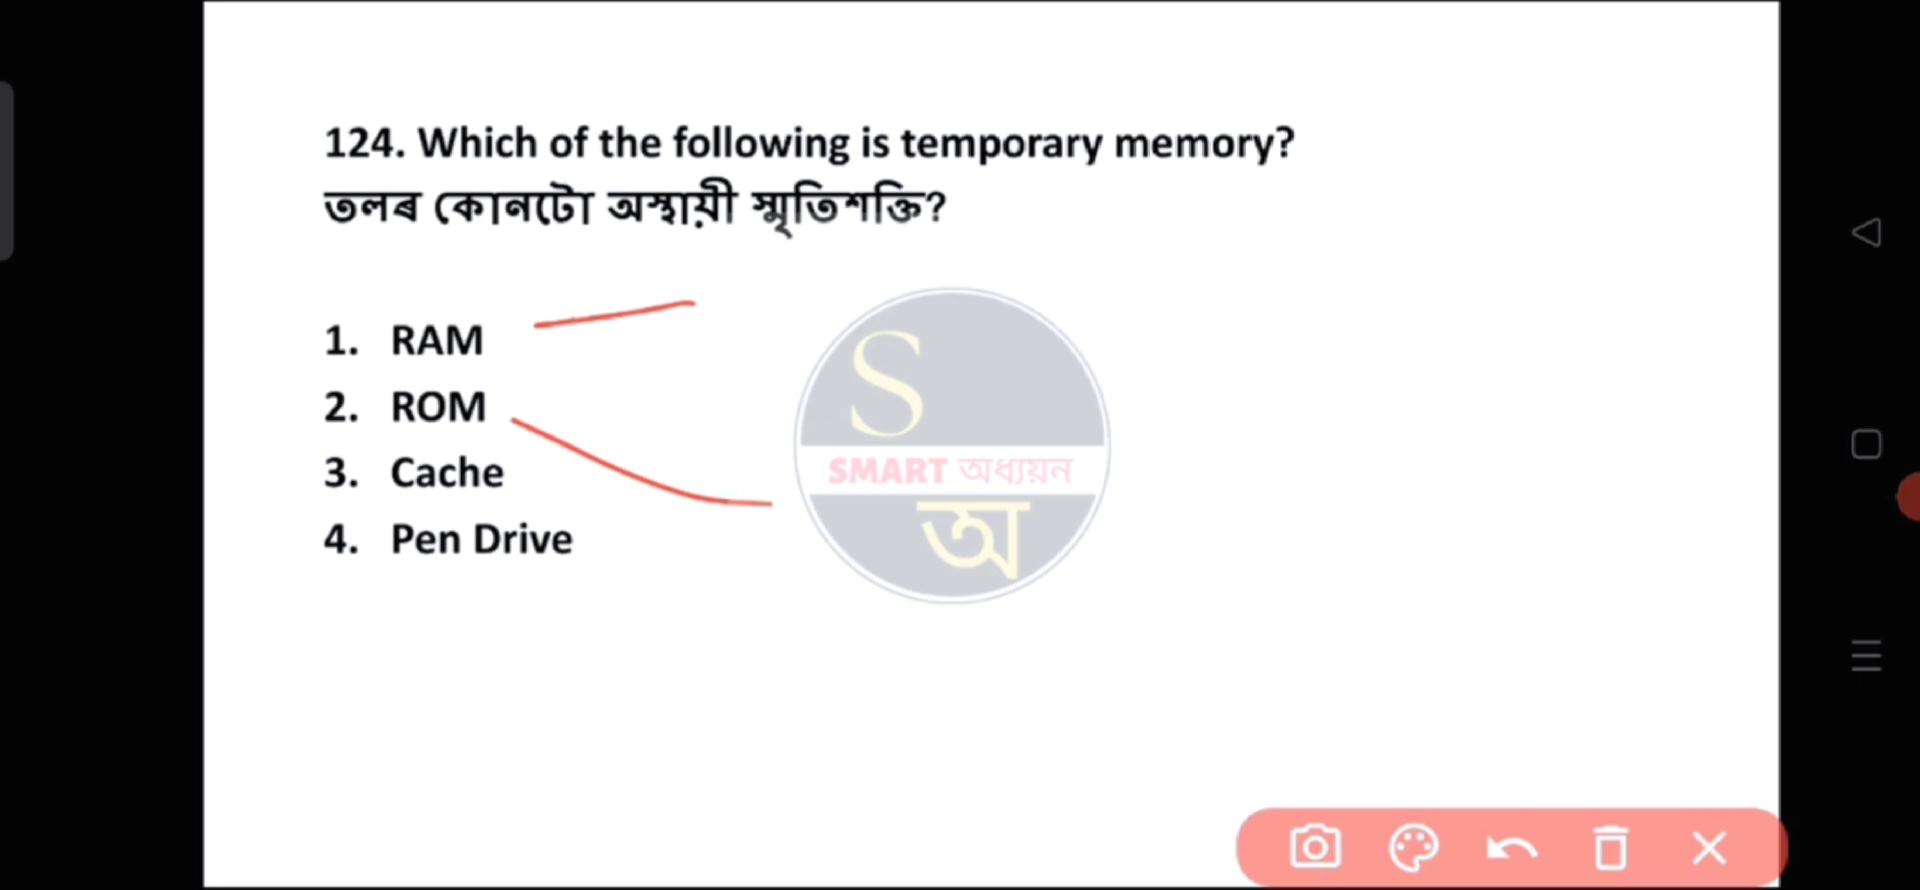 124. Which of the following is temporary memory?
তলৰ কোনটো অস্থায়ী স্মৃতিশক্তি?
1. RAM
2. ROM
3. Cache
4. Pen Drive
S
SMART অধ্যয়ন
অ